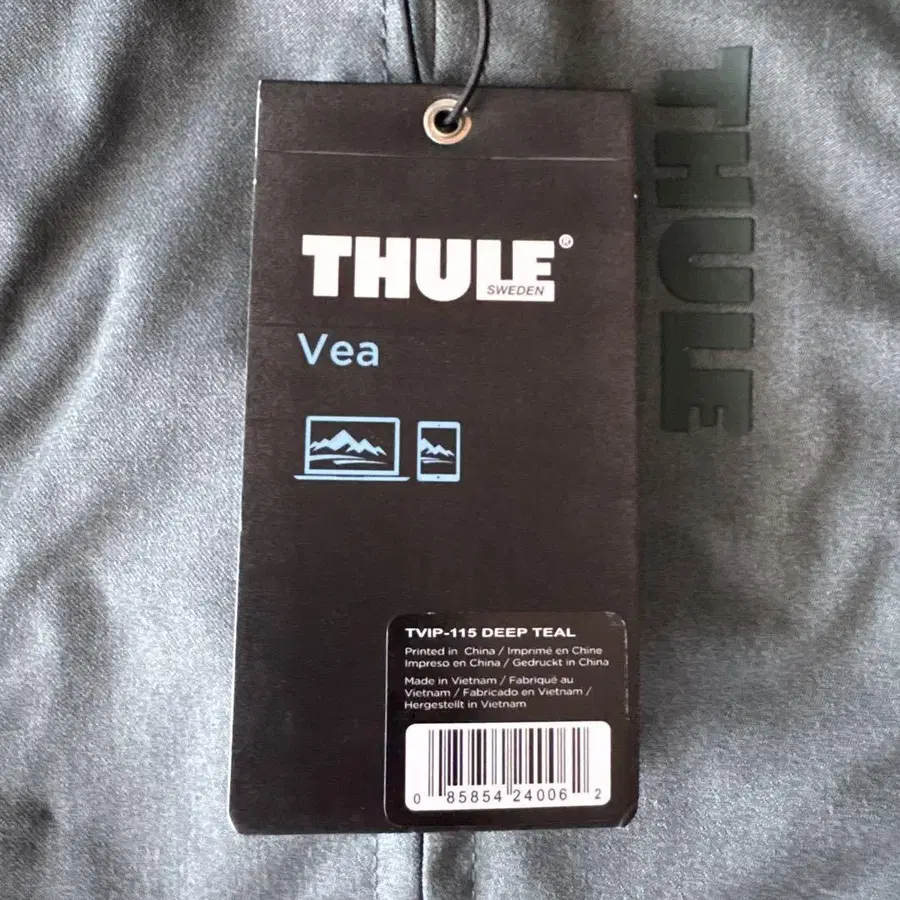 THULE®
SWEDEN
Vea
TVIP-115 DEEP TEAL
Printed in China / Imprimé en Chine
Impreso en China / Gedruckt in China
Made in Vietnam / Fabriqué au
Vietnam / Fabricado en Vietnam /
Hergestellt in Vietnam
0 85854 24006 2
THULE